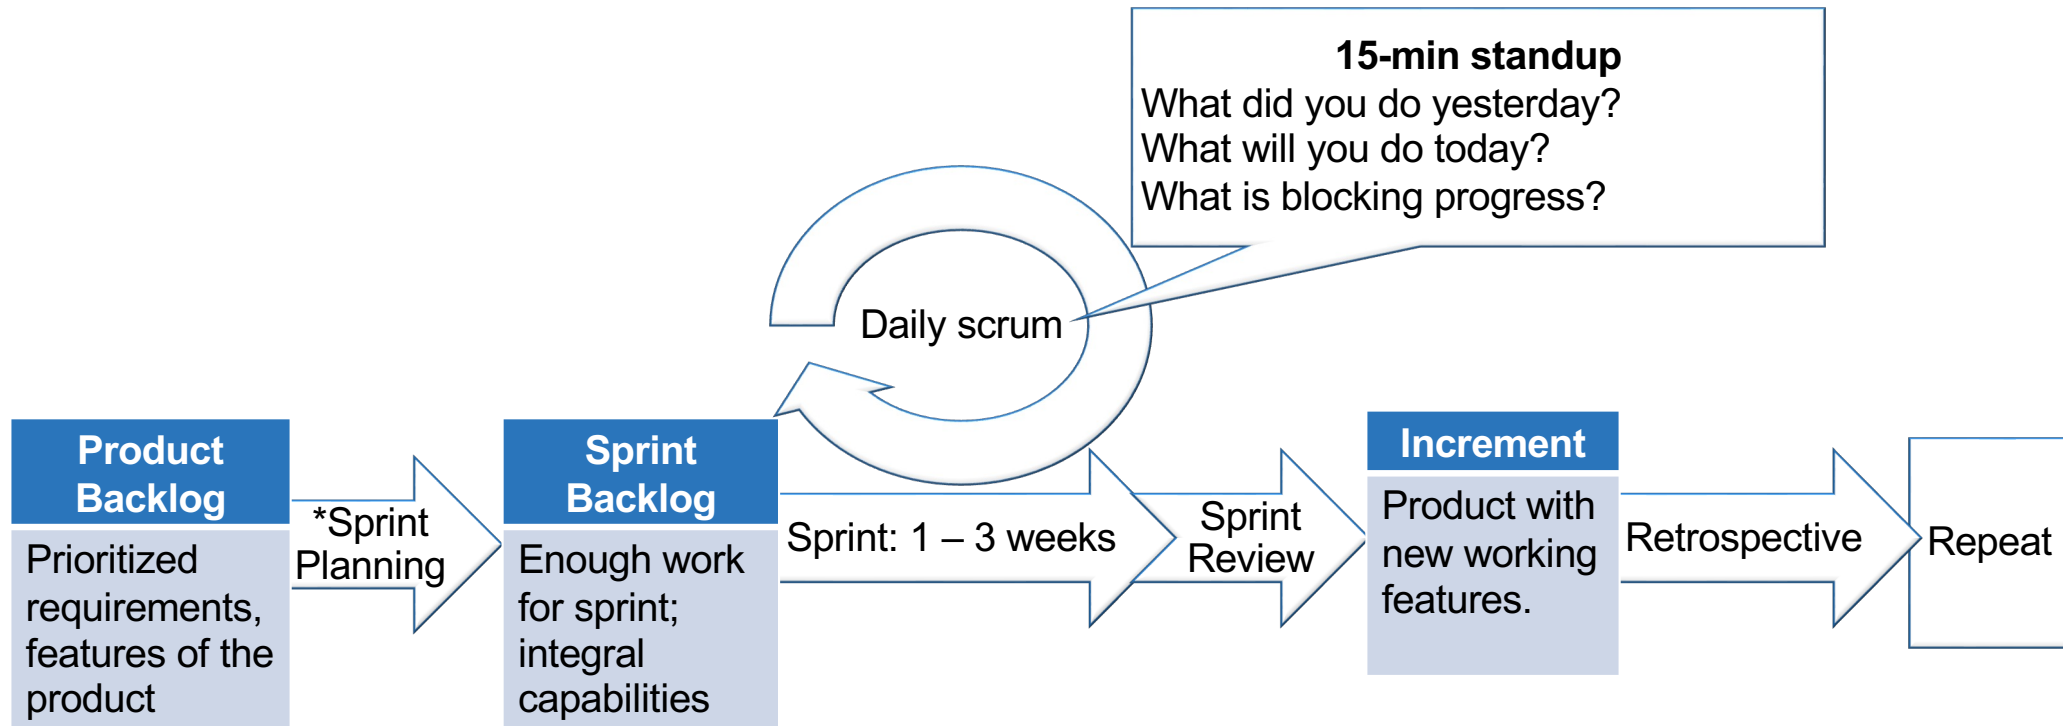 15-min standup
What did you do yesterday?
What will you do today?
What is blocking progress?
Daily scrum
Product
Backlog
Prioritized
requirements,
features of the
product
*Sprint
Planning
Sprint
Backlog
Enough work
for sprint;
integral
capabilities
Sprint: 1 – 3 weeks
Sprint
Review
Increment
Product with
new working
features.
Retrospective
Repeat